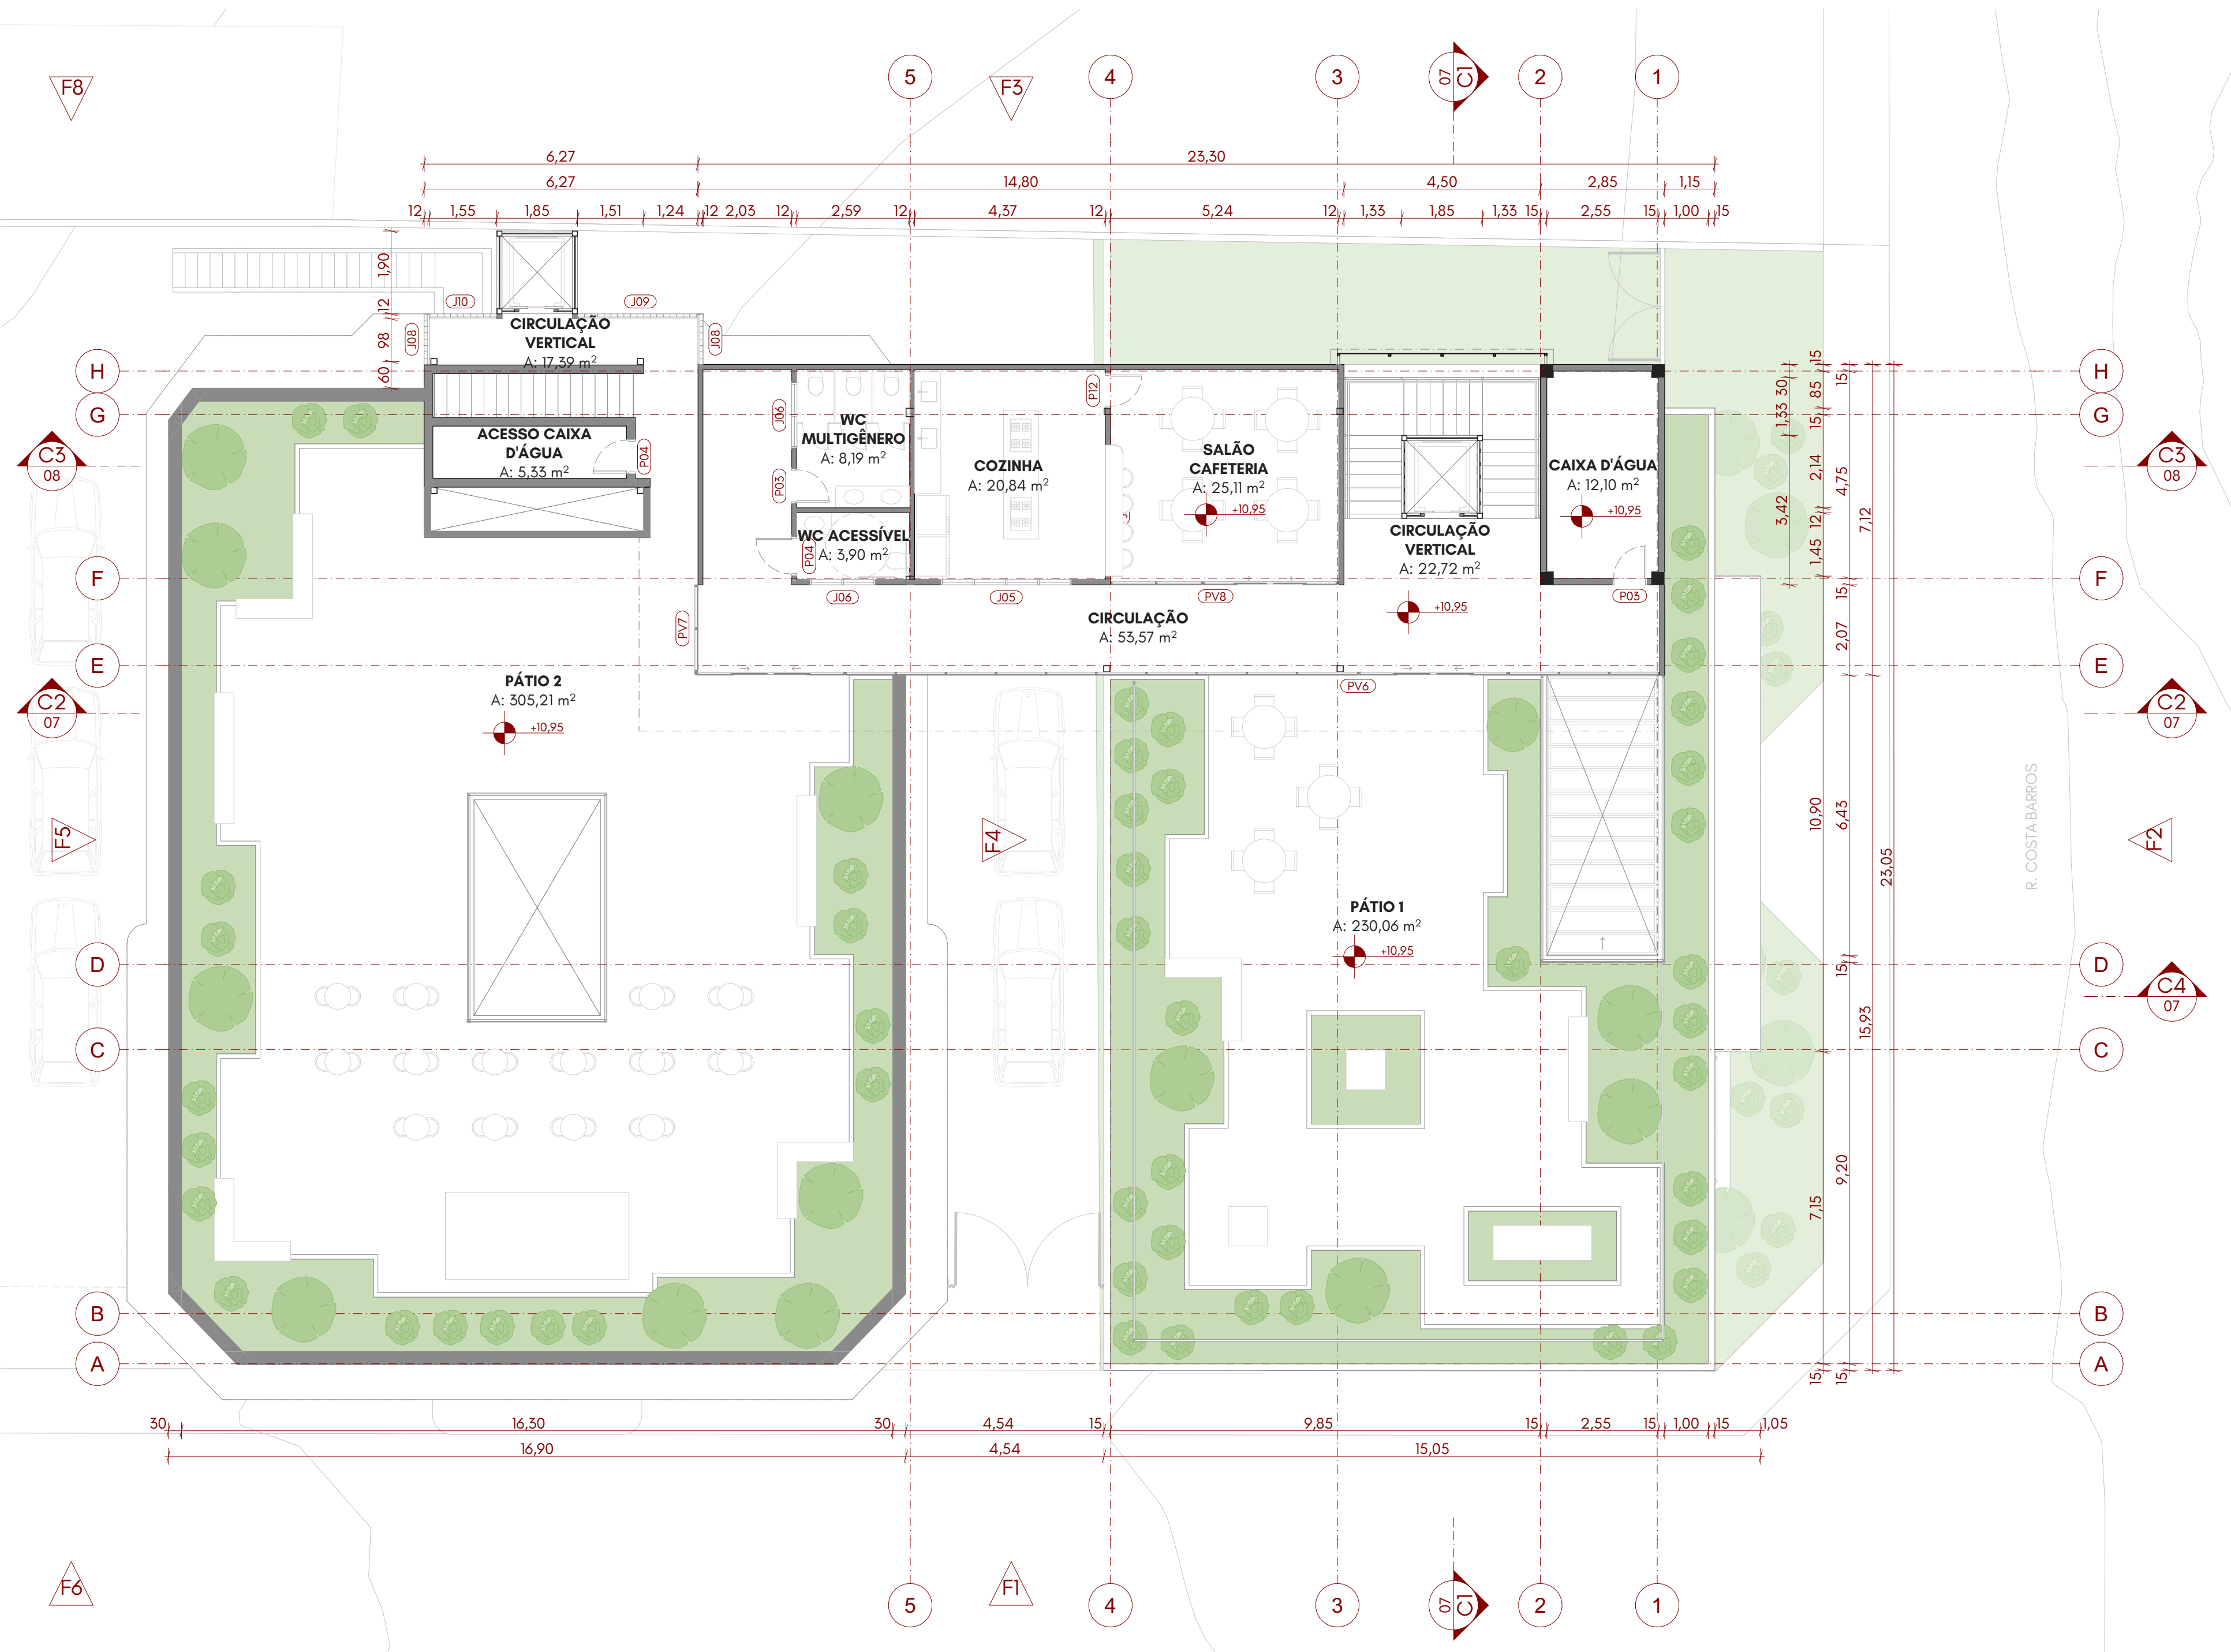 F8
5
F3
4
3
07
C1
2
1
6,27
23,30
6,27
14,80
4,50
2,85
1,15
12
1,55
1,85
1,51
1,24
12
2,03
12
2,59
12
4,57
12
5,24
12
1,33
1,85
1,33
15
2,55
15
1,00
15
1,90
12
98
60
J10
J09
J08
J08
CIRCULAÇÃO
VERTICAL
A: 17,39 m²
H
H
G
G
ACESSO CAIXA
D'ÁGUA
A: 5,33 m²
P04
J06
WC
MULTIGÊNERO
A: 8,19 m²
P03
WC ACESSÍVEL
A: 3,90 m²
P04
COZINHA
A: 20,84 m²
P12
SALÃO
CAFETERIA
A: 25,11 m²
+10,95
CIRCULAÇÃO
VERTICAL
A: 22,72 m²
+10,95
CAIXA D'ÁGUA
A: 12,10 m²
+10,95
P03
C3
08
C3
08
F
F
J06
J05
PV8
PV7
CIRCULAÇÃO
A: 53,57 m²
E
E
PV6
C2
07
C2
07
PÁTIO 2
A: 305,21 m²
+10,95
F5
F4
F2
R. COSTA BARROS
PÁTIO 1
A: 230,06 m²
+10,95
D
D
C4
07
C
C
B
B
A
A
30
1,33
3,42
15
85
15
2,14
12
1,45
10,90
7,15
15
15
4,75
15
2,07
6,43
15
9,20
15
7,12
15,93
23,05
30
16,30
30
4,54
15
9,85
15
2,55
15
1,00
15
1,05
16,90
4,54
15,05
F6
5
F1
4
3
07
C1
2
1